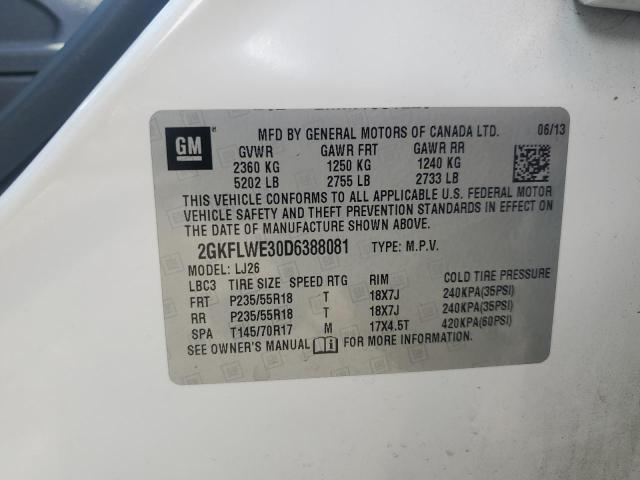 GM
MFD BY GENERAL MOTORS OF CANADA LTD. 06/13
GVWR GAWR FRT GAWR RR
2360 KG 1250 KG 1240 KG
5202 LB 2755 LB 2733 LB
THIS VEHICLE CONFORMS TO ALL APPLICABLE U.S. FEDERAL MOTOR
VEHICLE SAFETY AND THEFT PREVENTION STANDARDS IN EFFECT ON
THE DATE OF MANUFACTURE SHOWN ABOVE.
2GKFLWE30D6388081 TYPE: M.P.V.
MODEL: LJ26
LBC3 TIRE SIZE SPEED RTG RIM COLD TIRE PRESSURE
FRT P235/55R18 T 18X7J 240KPA(35PSI)
RR P235/55R18 T 18X7J 240KPA(35PSI)
SPA T145/70R17 M 17X4.5T 420KPA(60PSI)
SEE OWNER'S MANUAL FOR MORE INFORMATION.